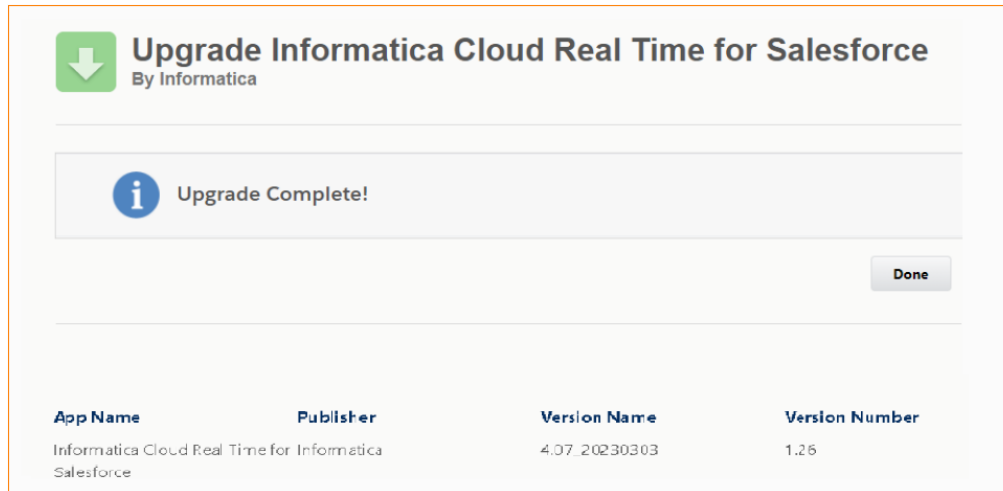 Upgrade Informatica Cloud Real Time for Salesforce
By Informatica
Upgrade Complete!
Done
App Name Publisher Version Name Version Number
Informatica Cloud Real Time for Informatica 4.07_20230303 1.26
Salesforce